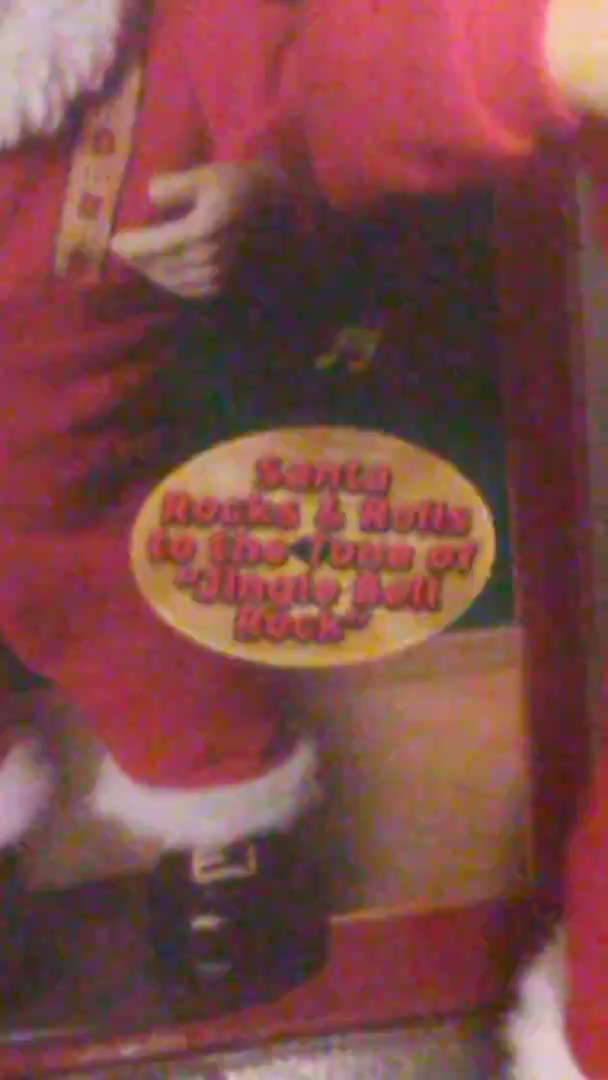 Santa
Rocks & Rolls
to the Tune of
"Jingle Bell
Rock"